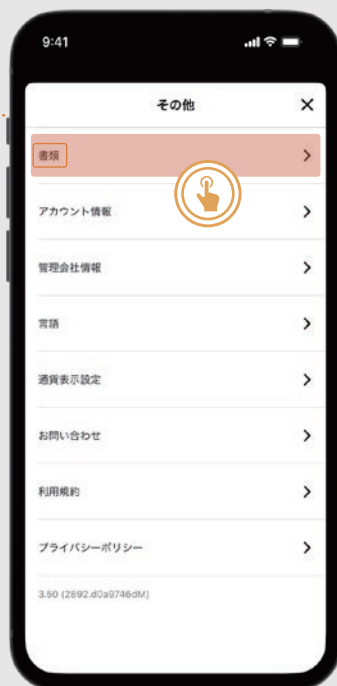 9:41
その他
書類
アカウント情報
管理会社情報
言語
通貨表示設定
お問い合わせ
利用規約
プライバシーポリシー
3.50 (2892.d0a9746dM)